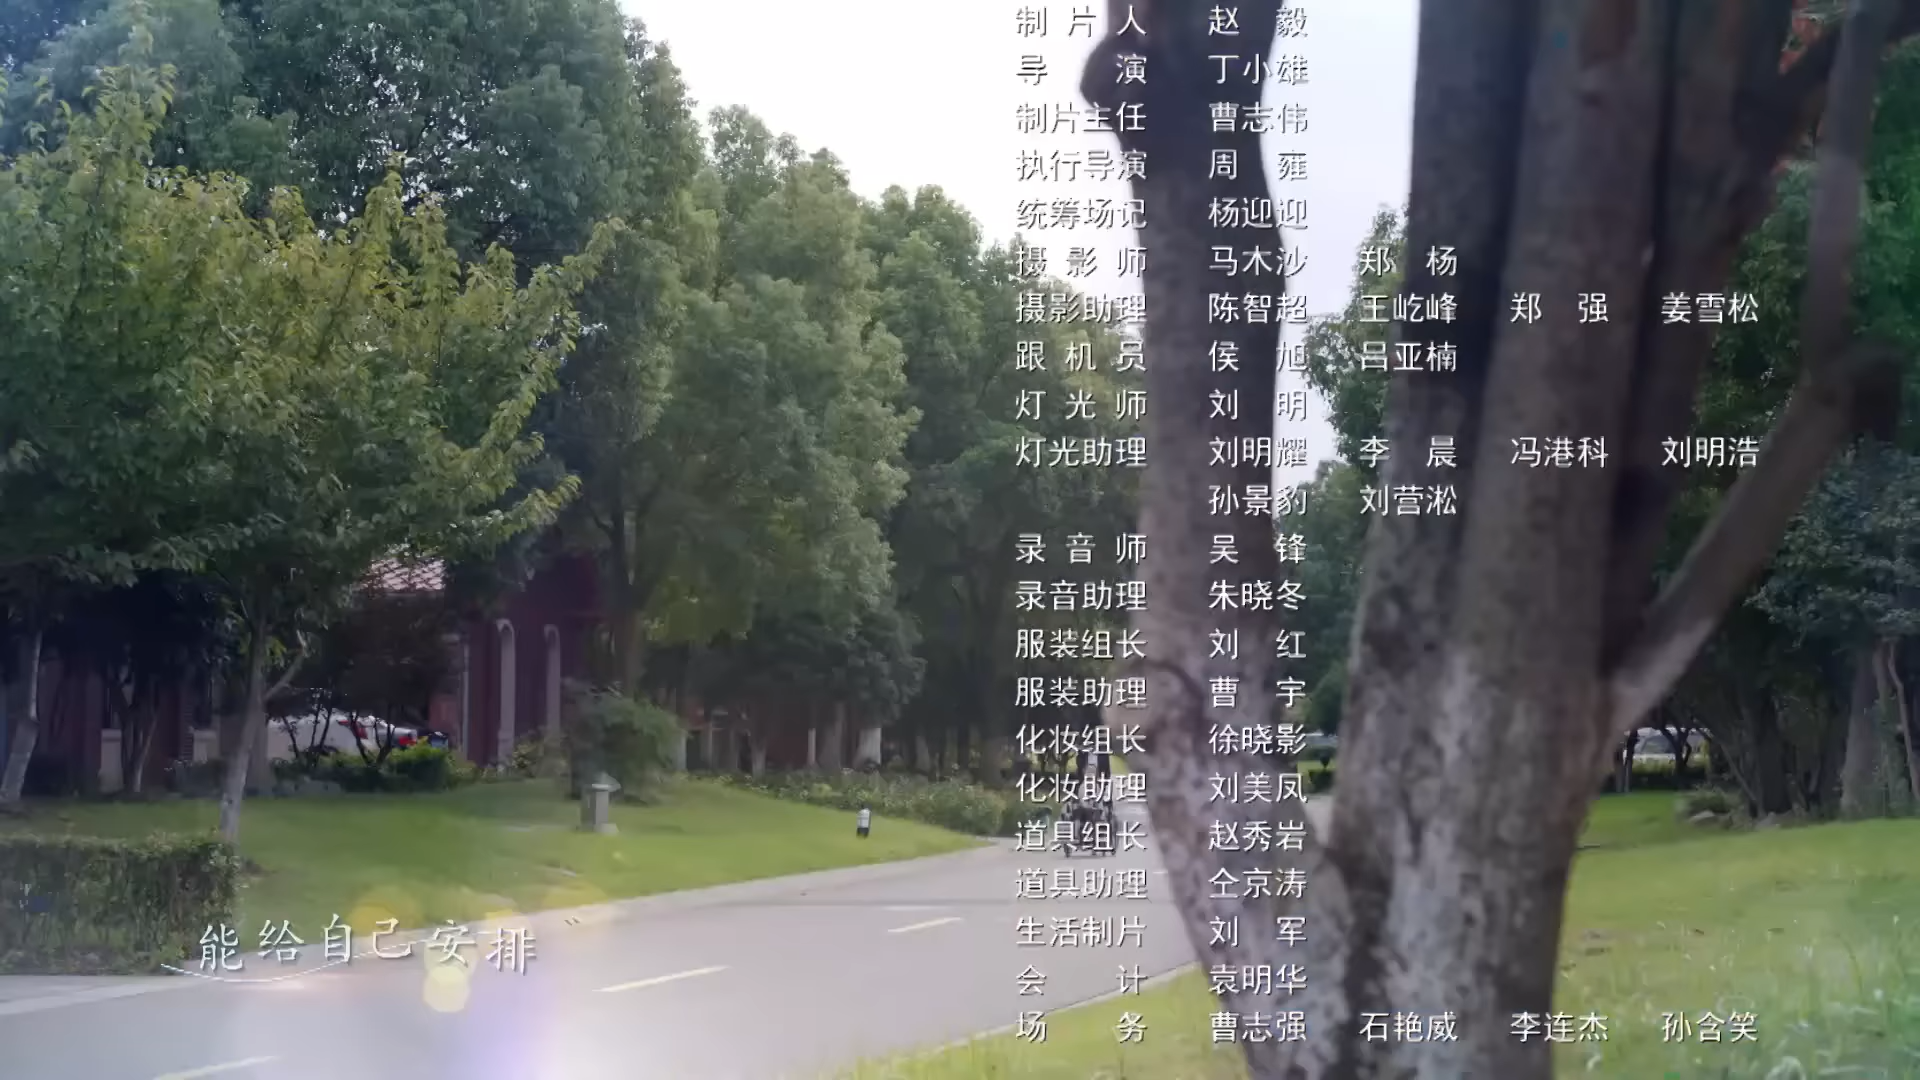 制片人 赵毅
导演 丁小雄
制片主任 曹志伟
执行导演 周雍
统筹场记 杨迎迎
摄影师 马木沙 郑杨
摄影助理 陈智超 王屹峰 郑强 姜雪松
跟机员 侯旭 吕亚楠
灯光师 刘明
灯光助理 刘明耀 李晨 冯港科 刘明浩
孙景豹 刘营淞
录音师 吴锋
录音助理 朱晓冬
服装组长 刘红
服装助理 曹宇
化妆组长 徐晓影
化妆助理 刘美凤
道具组长 赵秀岩
道具助理 仝京涛
生活制片 刘军
会计 袁明华
场务 曹志强 石艳威 李连杰 孙含笑
能给自己安排